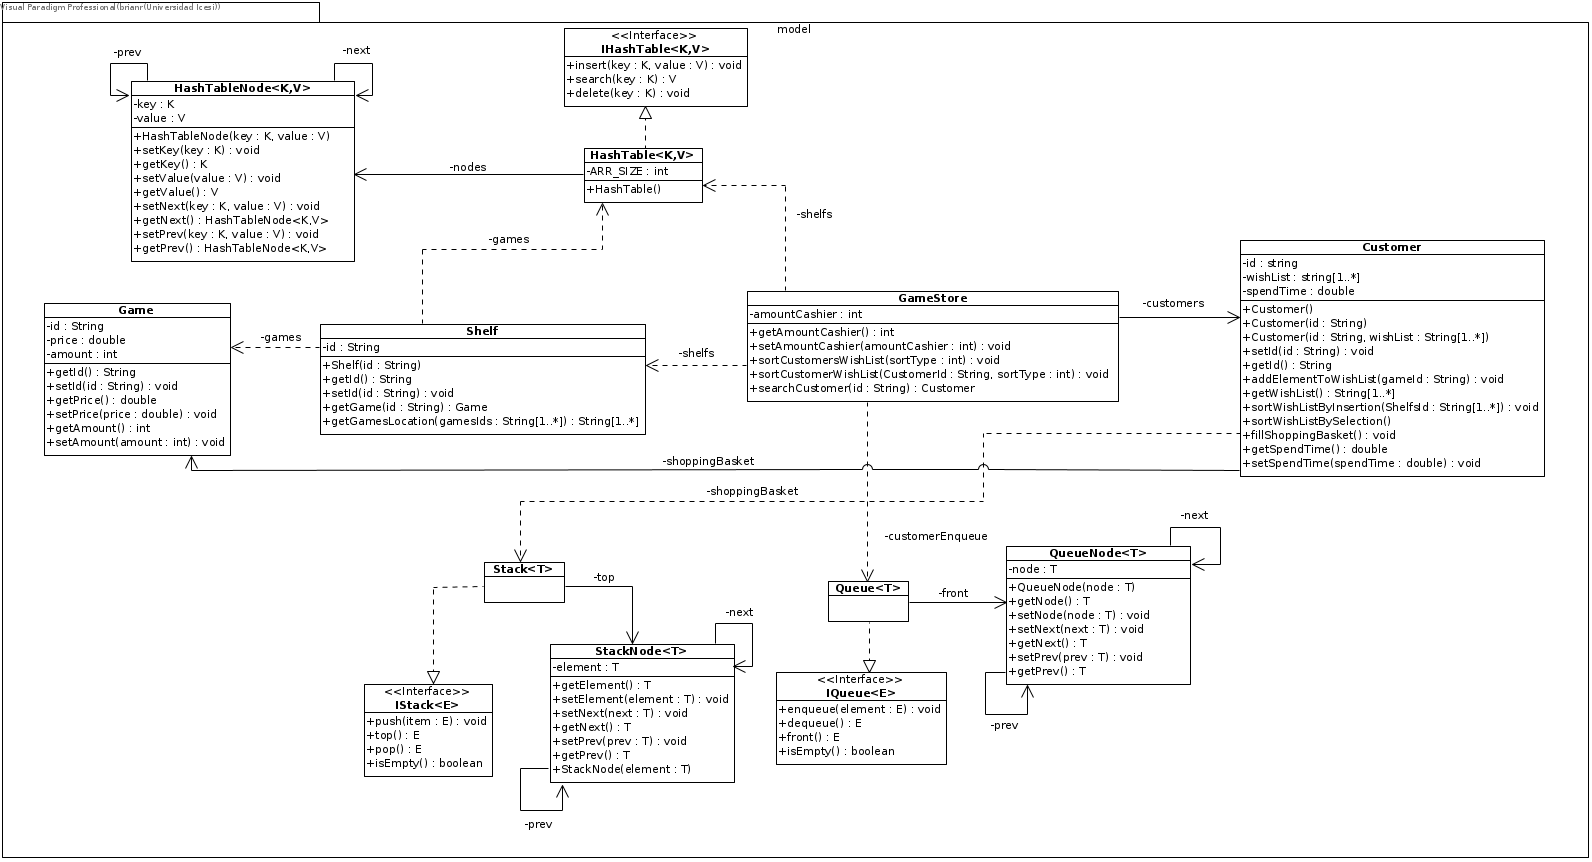 Visual Paradigm Professional(brianr(Universidad Icesi))
model
-prev
-next
HashTableNode<K,V>
-key : K
-value : V
+HashTableNode(key : K, value : V)
+setKey(key : K) : void
+getKey() : K
+setValue(value : V) : void
+getValue() : V
+setNext(key : K, value : V) : void
+getNext() : HashTableNode<K,V>
+setPrev(key : K, value : V) : void
+getPrev() : HashTableNode<K,V>
<<Interface>>
IHashTable<K,V>
+insert(key : K, value : V) : void
+search(key : K) : V
+delete(key : K) : void
-nodes
HashTable<K,V>
-ARR_SIZE : int
+HashTable()
-shelfs
-games
Game
-id : String
-price : double
-amount : int
+getId() : String
+setId(id : String) : void
+getPrice() : double
+setPrice(price : double) : void
+getAmount() : int
+setAmount(amount : int) : void
-games
Shelf
-id : String
+Shelf(id : String)
+getId() : String
+setId(id : String) : void
+getGame(id : String) : Game
+getGamesLocation(gamesIds : String[1..*]) : String[1..*]
-shelfs
GameStore
-amountCashier : int
+getAmountCashier() : int
+setAmountCashier(amountCashier : int) : void
+sortCustomersWishList(sortType : int) : void
+sortCustomerWishList(CustomerId : String, sortType : int) : void
+searchCustomer(id : String) : Customer
-customers
Customer
-id : string
-wishList : string[1..*]
-spendTime : double
+Customer()
+Customer(id : String)
+Customer(id : String, wishList : String[1..*])
+setId(id : String) : void
+getId() : String
+addElementToWishList(gameId : String) : void
+getWishList() : String[1..*]
+sortWishListByInsertion(ShelfsId : String[1..*]) : void
+sortWishListBySelection()
+fillShoppingBasket() : void
+getSpendTime() : double
+setSpendTime(spendTime : double) : void
-shoppingBasket
-shoppingBasket
-customerEnqueue
Stack<T>
-top
-next
StackNode<T>
-element : T
+getElement() : T
+setElement(element : T) : void
+setNext(next : T) : void
+getNext() : T
+setPrev(prev : T) : void
+getPrev() : T
+StackNode(element : T)
-prev
<<Interface>>
IStack<E>
+push(item : E) : void
+top() : E
+pop() : E
+isEmpty() : boolean
Queue<T>
-front
-next
QueueNode<T>
-node : T
+QueueNode(node : T)
+getNode() : T
+setNode(node : T) : void
+setNext(next : T) : void
+getNext() : T
+setPrev(prev : T) : void
+getPrev() : T
-prev
<<Interface>>
IQueue<E>
+enqueue(element : E) : void
+dequeue() : E
+front() : E
+isEmpty() : boolean